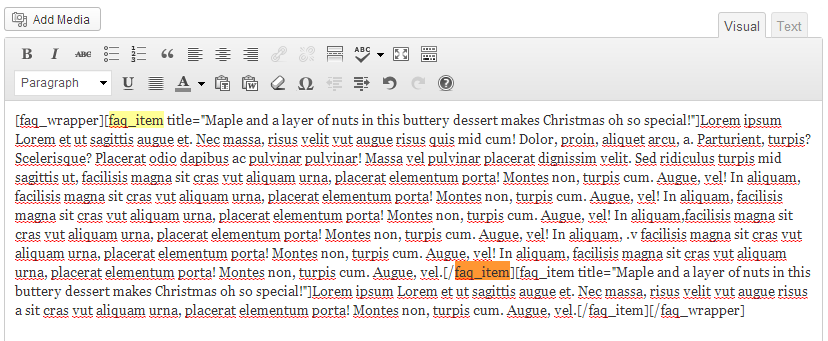 Add Media
Visual Text
B I ABC ABC
Paragraph U A T W Ω ?
[faq_wrapper][faq_item title="Maple and a layer of nuts in this buttery dessert makes Christmas oh so special!"]Lorem ipsum
Lorem et ut sagittis augue et. Nec massa, risus velit vut augue risus quis mid cum! Dolor, proin, aliquet arcu, a. Parturient, turpis?
Scelerisque? Placerat odio dapibus ac pulvinar pulvinar! Massa vel pulvinar placerat dignissim velit. Sed ridiculus turpis mid
sagittis ut, facilisis magna sit cras vut aliquam urna, placerat elementum porta! Montes non, turpis cum. Augue, vel! In aliquam,
facilisis magna sit cras vut aliquam urna, placerat elementum porta! Montes non, turpis cum. Augue, vel! In aliquam, facilisis
magna sit cras vut aliquam urna, placerat elementum porta! Montes non, turpis cum. Augue, vel! In aliquam,facilisis magna sit
cras vut aliquam urna, placerat elementum porta! Montes non, turpis cum. Augue, vel! In aliquam, .v facilisis magna sit cras vut
aliquam urna, placerat elementum porta! Montes non, turpis cum. Augue, vel! In aliquam, facilisis magna sit cras vut aliquam
urna, placerat elementum porta! Montes non, turpis cum. Augue, vel.[/faq_item][faq_item title="Maple and a layer of nuts in this
buttery dessert makes Christmas oh so special!"]Lorem ipsum Lorem et ut sagittis augue et. Nec massa, risus velit vut augue risus
a sit cras vut aliquam urna, placerat elementum porta! Montes non, turpis cum. Augue, vel.[/faq_item][/faq_wrapper]